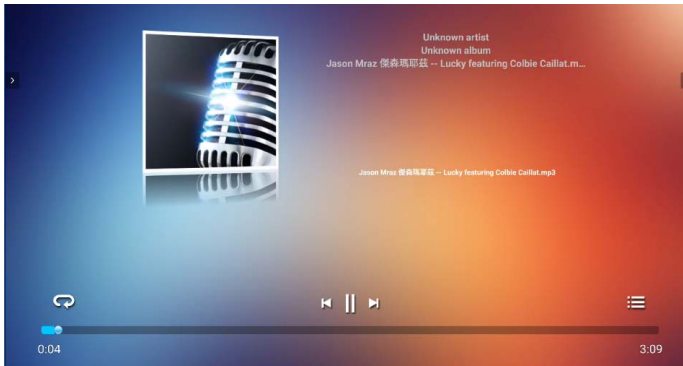 Unknown artist
Unknown album
Jason Mraz 傑森瑪耶茲 -- Lucky featuring Colbie Caillat.m...
Jason Mraz 傑森瑪耶茲 -- Lucky featuring Colbie Caillat.mp3
0:04
3:09